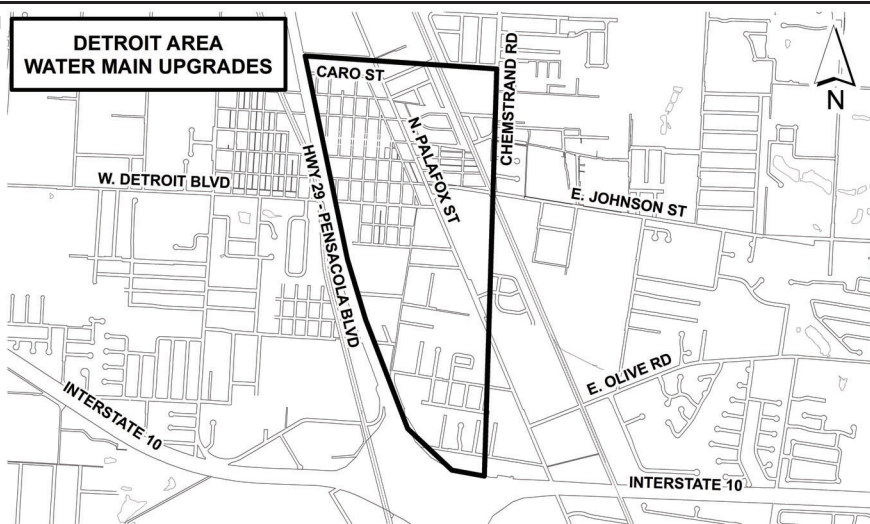 DETROIT AREA
WATER MAIN UPGRADES
CARO ST
CHEMSTRAND RD
N
N. PALAFOX ST
HWY 29 - PENSACOLA BLVD
W. DETROIT BLVD
E. JOHNSON ST
E. OLIVE RD
INTERSTATE 10
INTERSTATE 10